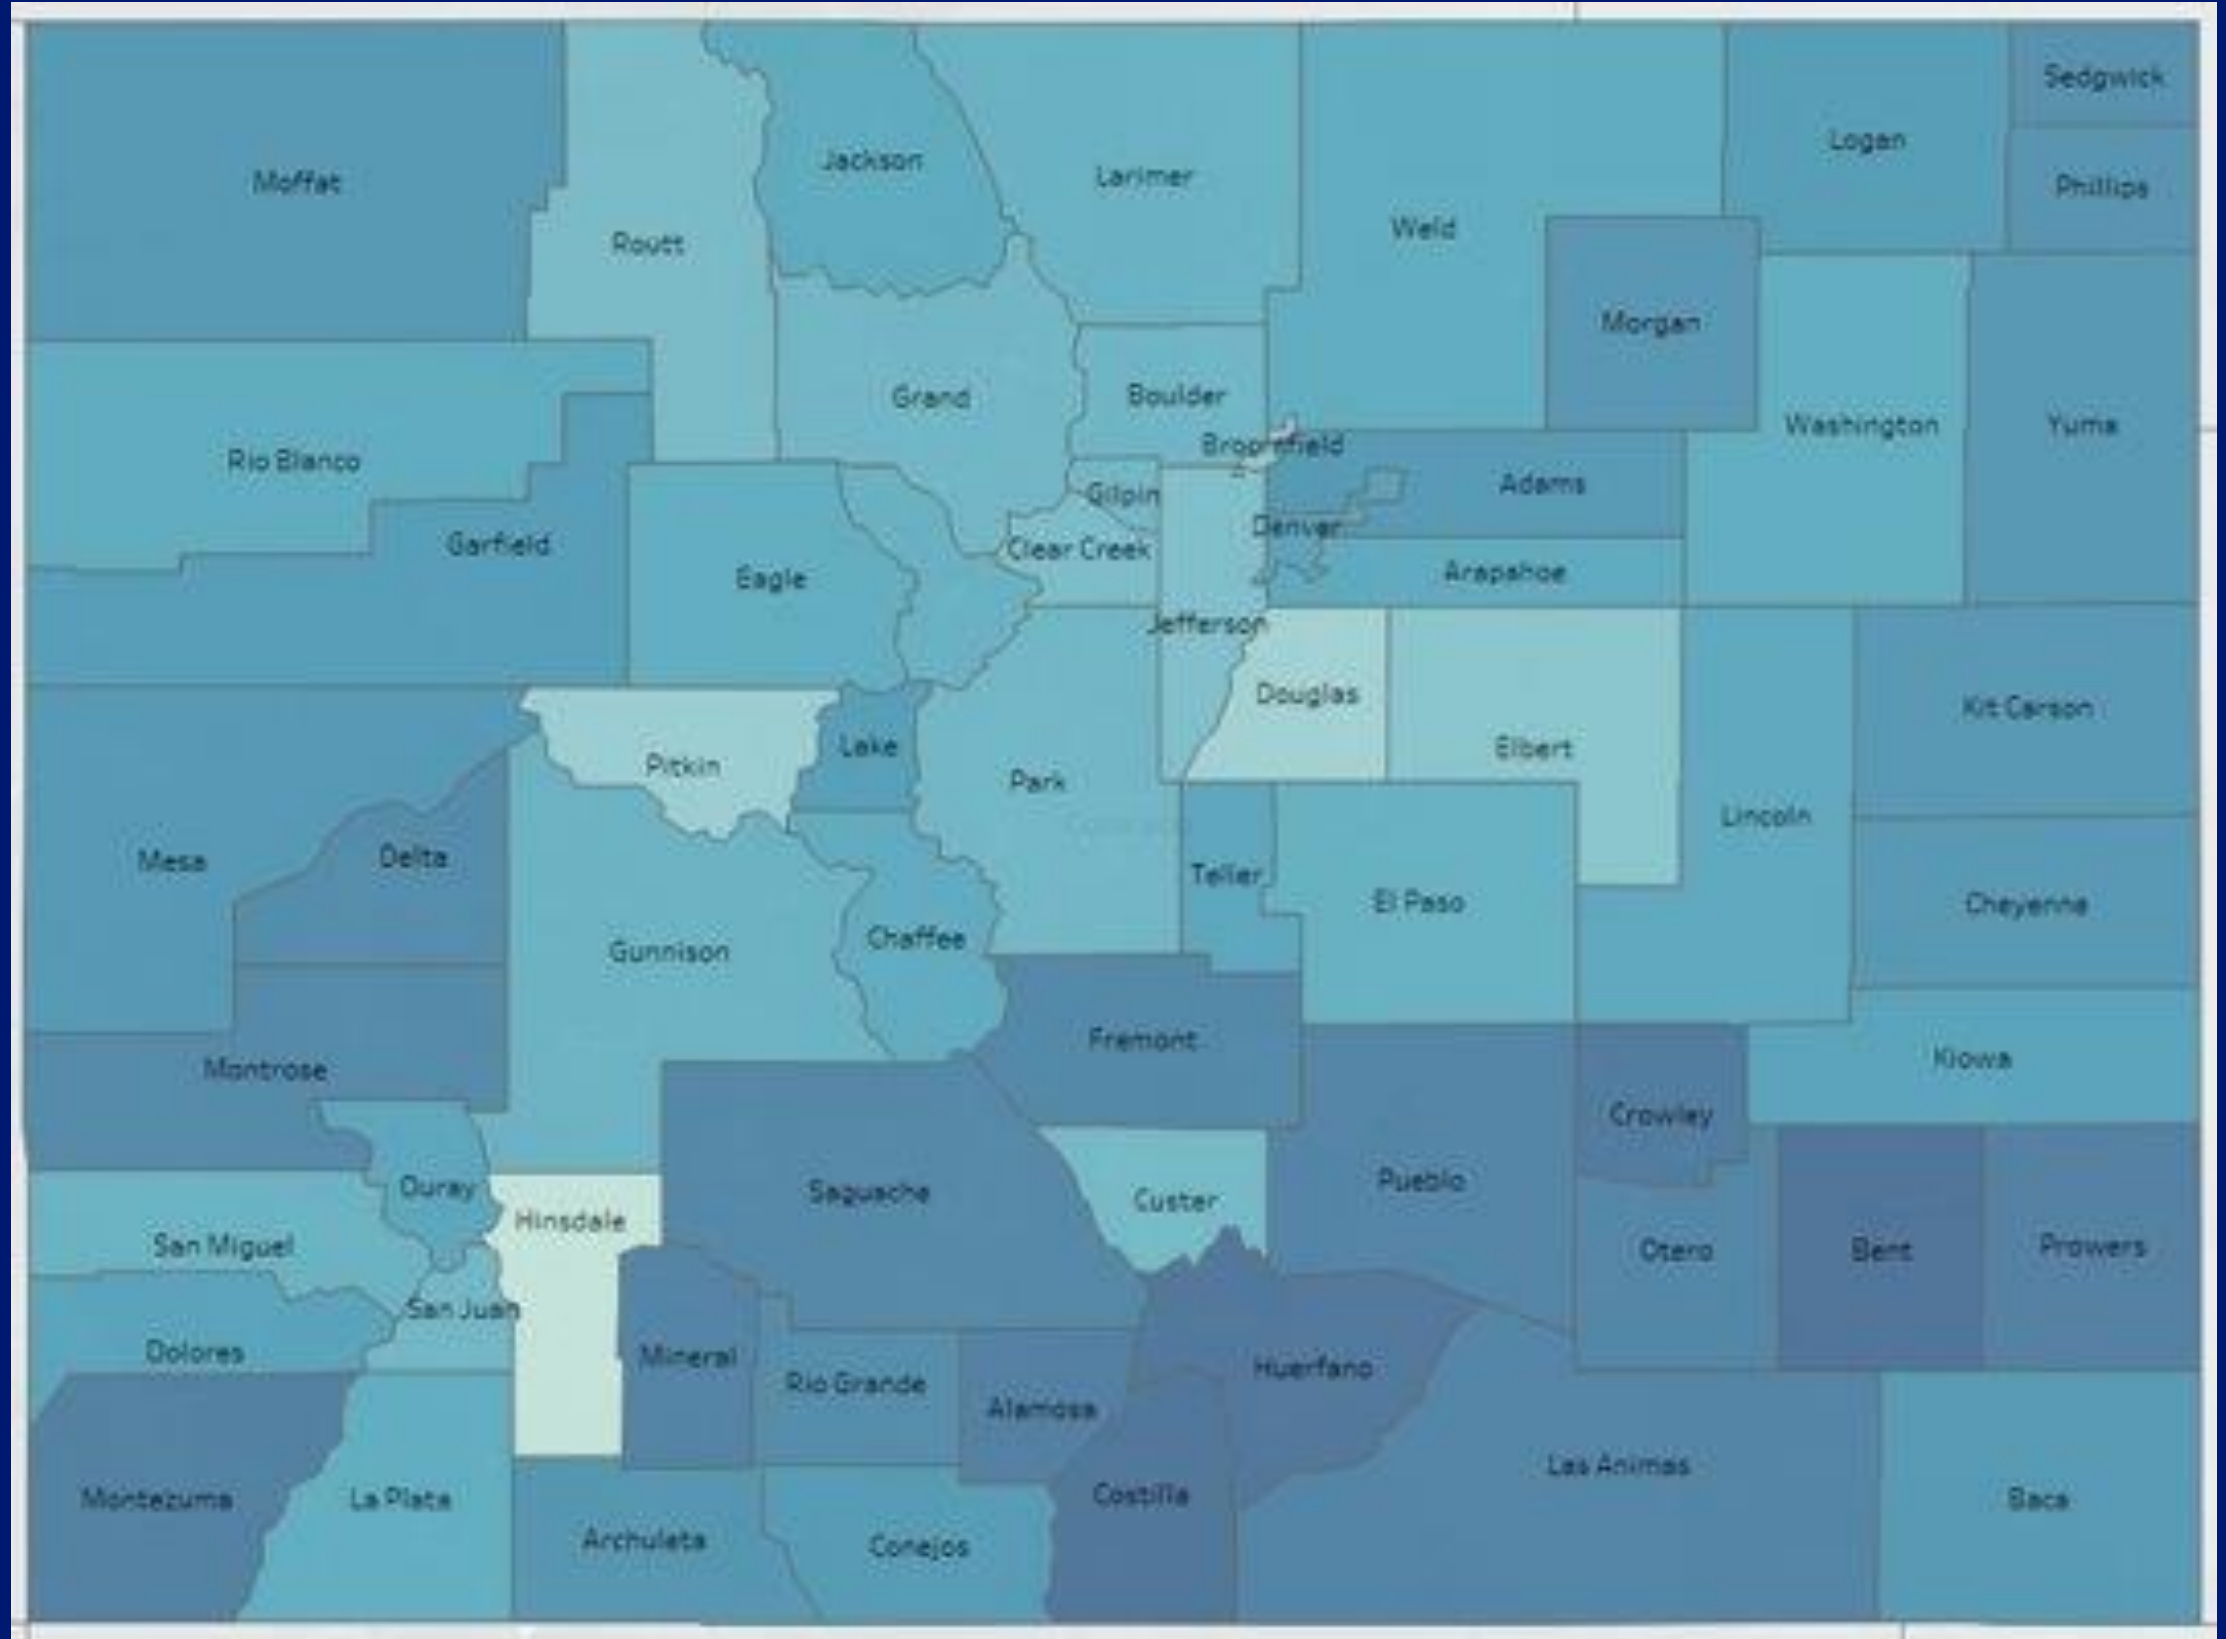 Sedgwick
Logan
Jackson
Larimer
Moffat
Phillips
Weld
Routt
Morgan
Grand
Boulder
Washington
Yuma
Broomfield
Rio Blanco
Adams
Gilpin
Denver
Garfield
Clear Creek
Arapahoe
Eagle
Jefferson
Douglas
Kit Carson
Lake
Elbert
Pitkin
Park
Lincoln
Mesa
Delta
Teller
El Paso
Cheyenne
Chaffee
Gunnison
Fremont
Kiowa
Montrose
Crowley
Pueblo
Ouray
Saguache
Custer
Hinsdale
San Miguel
Otero
Bent
Prowers
San Juan
Dolores
Mineral
Huerfano
Rio Grande
Alamosa
Las Animas
Costilla
Montezuma
La Plata
Baca
Archuleta
Conejos